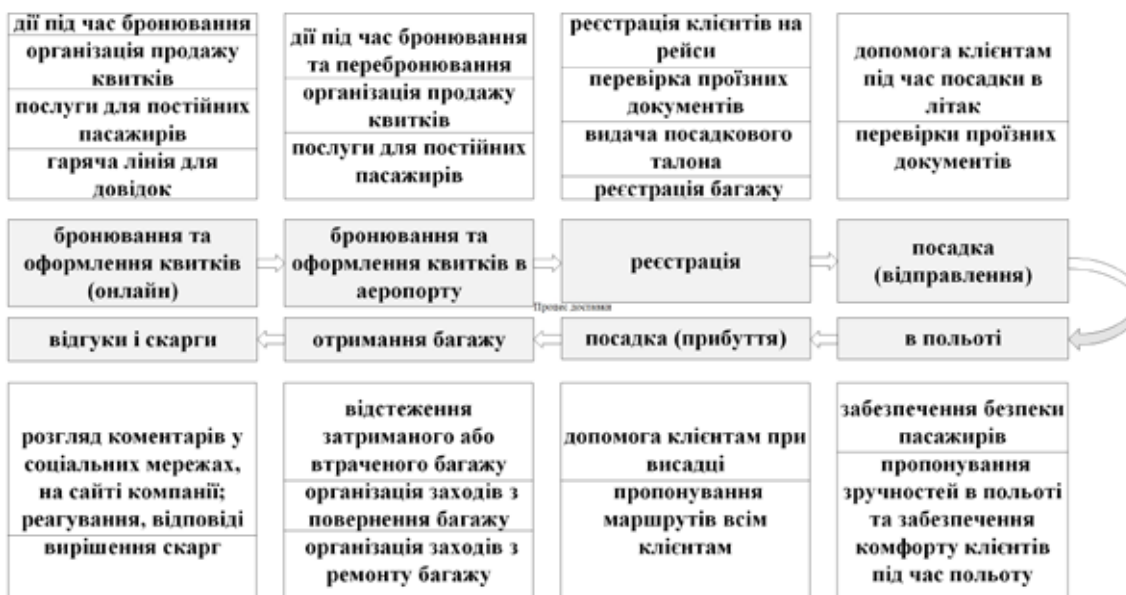 дії під час бронювання
організація продажу
квитків
послуги для постійних
пасажирів
гаряча лінія для
довідок
дії під час бронювання
та перебронювання
організація продажу
квитків
послуги для постійних
пасажирів
реєстрація клієнтів на
рейси
перевірка проїзних
документів
видача посадкового
талона
реєстрація багажу
допомога клієнтам
під час посадки в
літак
перевірки проїзних
документів
бронювання та
оформлення квитків
(онлайн)
бронювання та
оформлення квитків в
аеропорту
реєстрація
посадка
(відправлення)
Процес доставки
відгуки і скарги
отримання багажу
посадка (прибуття)
в польоті
розгляд коментарів у
соціальних мережах,
на сайті компанії;
реагування, відповіді
вирішення скарг
відстеження
затриманого або
втраченого багажу
організація заходів з
повернення багажу
організація заходів з
ремонту багажу
допомога клієнтам при
висадці
пропонування
маршрутів всім
клієнтам
забезпечення безпеки
пасажирів
пропонування
зручностей в польоті
та забезпечення
комфорту клієнтів
під час польоту